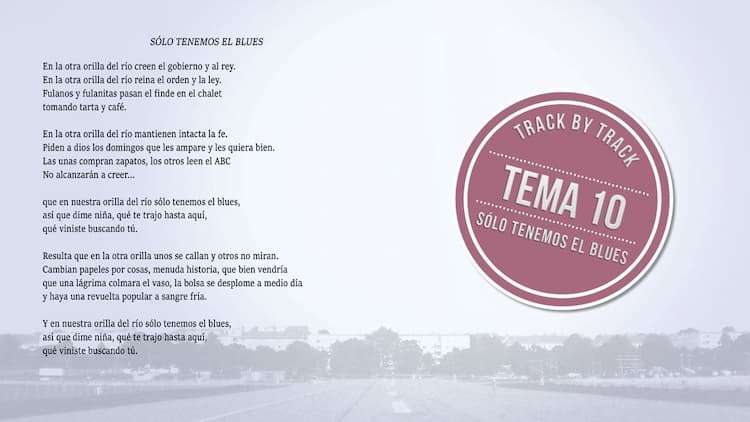 SÓLO TENEMOS EL BLUES
En la otra orilla del río creen el gobierno y al rey.
En la otra orilla del río reina el orden y la ley.
Fulanos y fulanitas pasan el finde en el chalet
tomando tarta y café.
En la otra orilla del río mantienen intacta la fe.
Piden a dios los domingos que les ampare y les quiera bien.
Las unas compran zapatos, los otros leen el ABC
No alcanzarán a creer...
que en nuestra orilla del río sólo tenemos el blues,
asi que dime niña, qué te trajo hasta aquí,
qué viniste buscando tú.
Resulta que en la otra orilla unos se callan y otros no miran.
Cambian papeles por cosas, menuda historia, que bien vendría
que una lágrima colmara el vaso, la bolsa se desplome a medio día
y haya una revuelta popular a sangre fría.
Y en nuestra orilla del río sólo tenemos el blues,
asi que dime niña, qué te trajo hasta aquí,
qué viniste buscando tú.
TRACK BY TRACK
TEMA 10
SÓLO TENEMOS EL BLUES